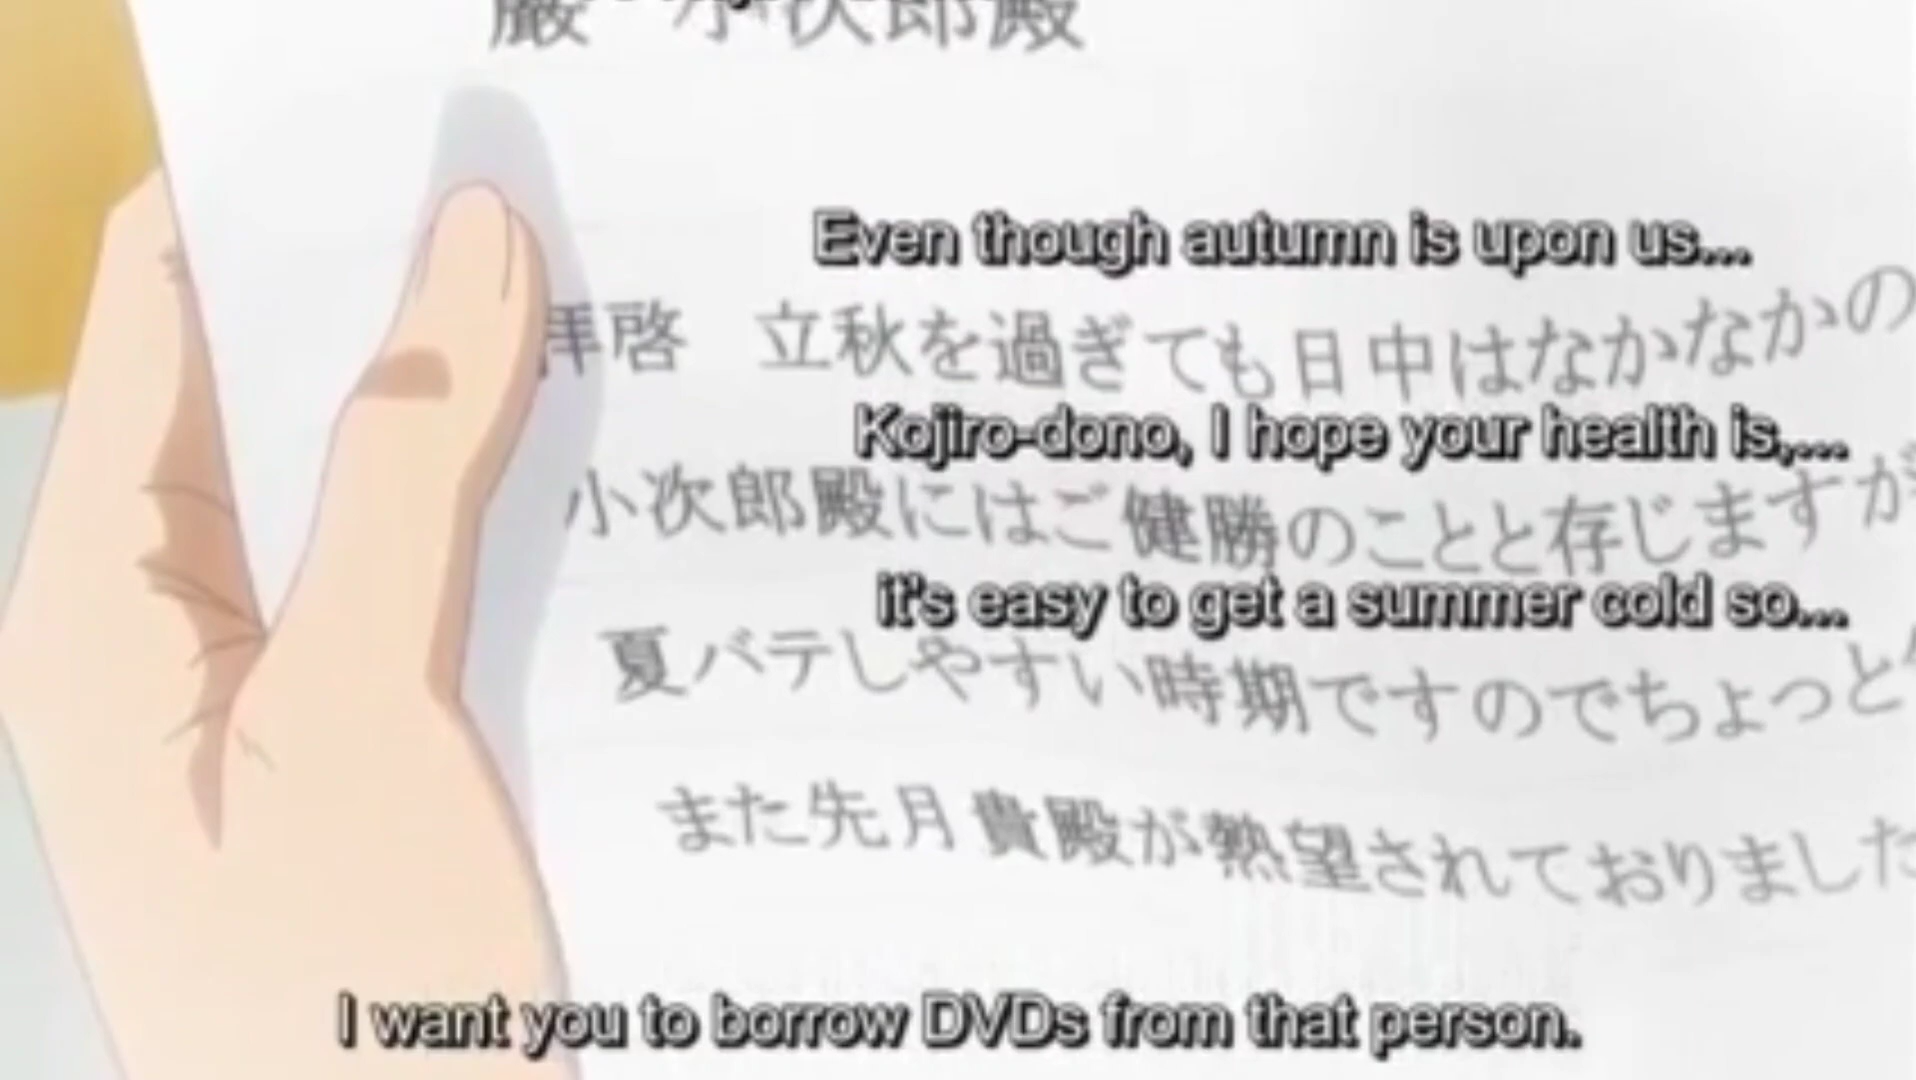 巌 小次郎殿
Even though autumn is upon us...
拝啓 立秋を過ぎても日中はなかなかの
Kojiro-dono, I hope your health is,...
小次郎殿にはご健勝のことと存じますが
it's easy to get a summer cold so...
夏バテしやすい時期ですのでちょっと
また先月貴殿が熱望されておりました
I want you to borrow DVDs from that person.